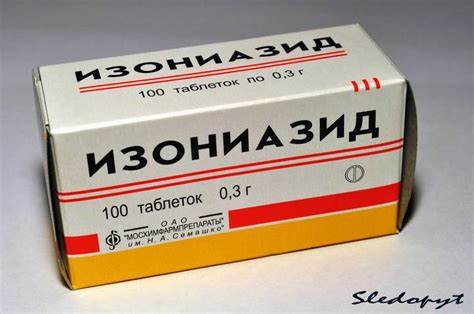 ИЗОНИАЗИД
100 таблеток по 0,3 г
ИЗОНИАЗИД
100 таблеток 0,3 г
ОАО
"МОСХИМФАРМПРЕПАРАТЫ"
им. Н. А. Семашко
Sledopyt